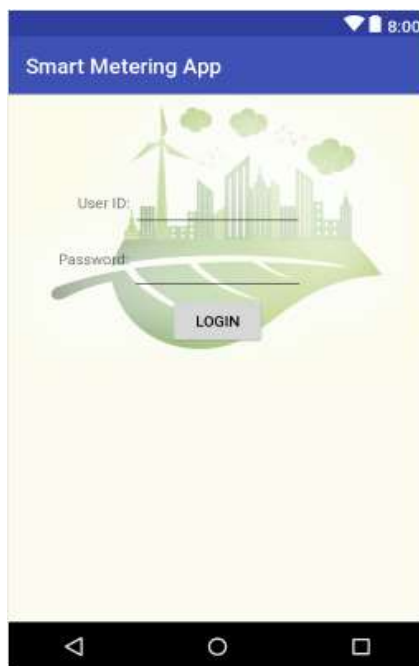 8:00
Smart Metering App
User ID:
Password:
LOGIN